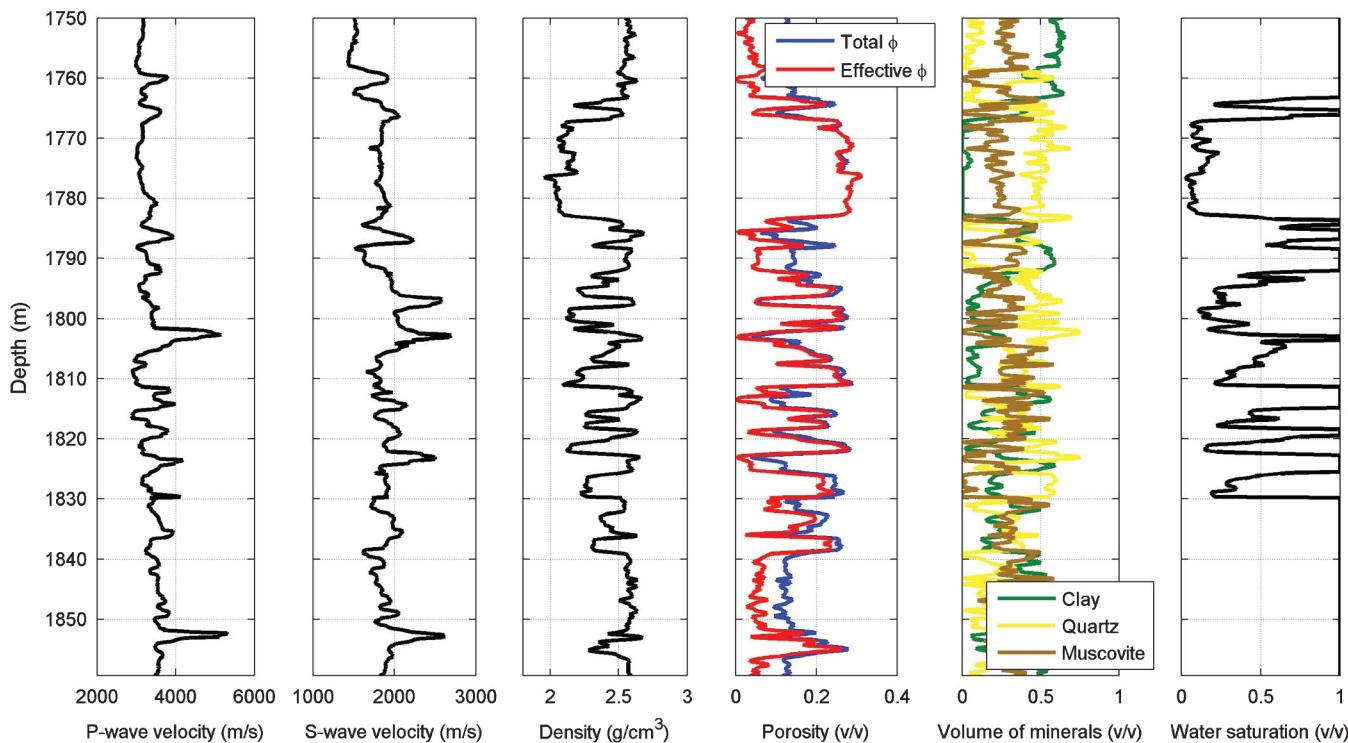 1750
1760
1770
1780
1790
1800
1810
1820
1830
1840
1850
Depth (m)
2000 4000 6000
P-wave velocity (m/s)
1000 2000 3000
S-wave velocity (m/s)
2 2.5 3
Density (g/cm³)
Total ϕ
Effective ϕ
0 0.2 0.4
Porosity (v/v)
Clay
Quartz
Muscovite
0 0.5 1
Volume of minerals (v/v)
0 0.5 1
Water saturation (v/v)